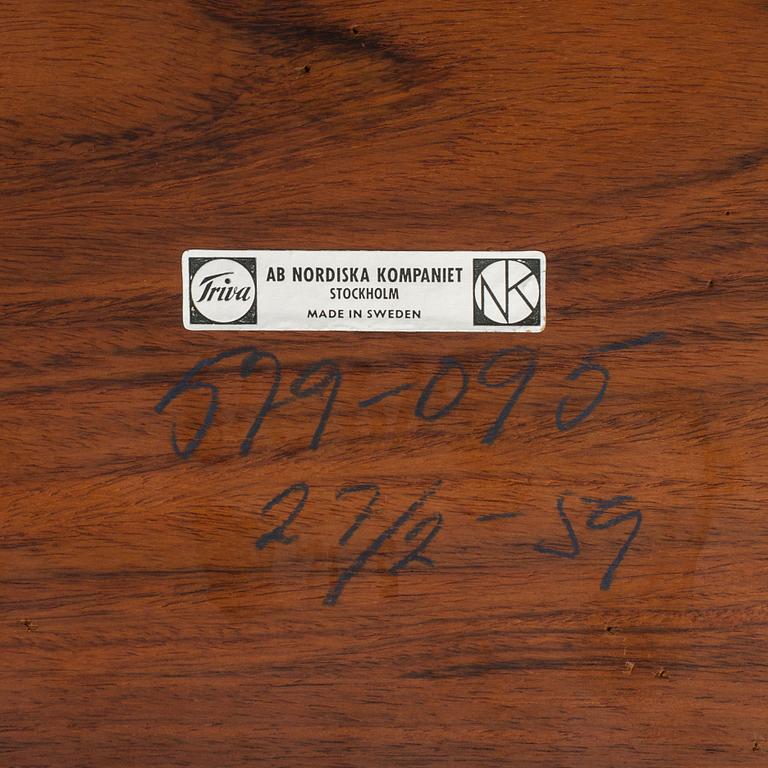 Triva
AB NORDISKA KOMPANIET
STOCKHOLM
MADE IN SWEDEN
NK
579-095
27/2-59